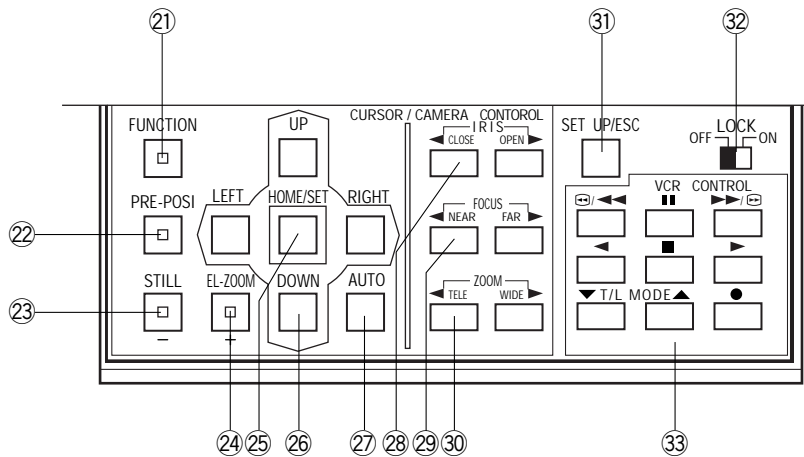 21 31 32
CURSOR / CAMERA CONTOROL
FUNCTION UP IRIS SET UP/ESC LOCK
◀ CLOSE OPEN ▶ OFF ON
PRE-POSI LEFT HOME/SET RIGHT FOCUS VCR CONTROL
22 ◀ NEAR FAR ▶ /◀◀ ▮▮ ▶▶/
◀ ■ ▶
STILL EL-ZOOM DOWN AUTO ZOOM
23 ◀ TELE WIDE ▶ ▼ T/L MODE ▲ ●
− +
24 25 26 27 28 29 30 33